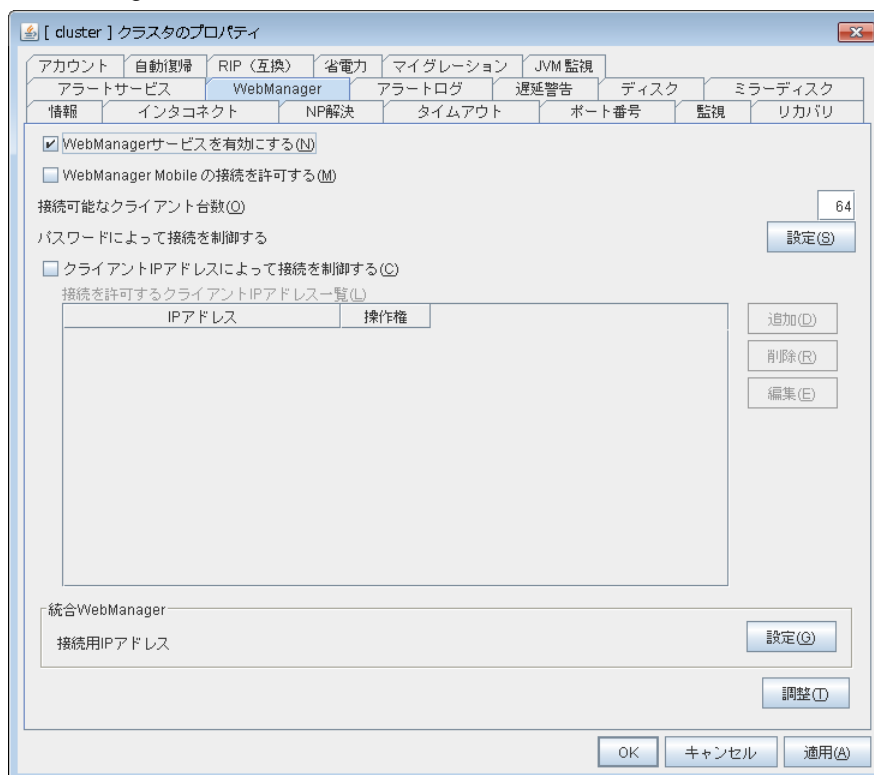 [ cluster ] クラスタのプロパティ
アカウント 自動復帰 RIP（互換） 省電力 マイグレーション JVM 監視
アラートサービス WebManager アラートログ 遅延警告 ディスク ミラーディスク
情報 インタコネクト NP解決 タイムアウト ポート番号 監視 リカバリ
WebManagerサービスを有効にする(N)
WebManager Mobile の接続を許可する(M)
接続可能なクライアント台数(O) 64
パスワードによって接続を制御する 設定(S)
クライアントIPアドレスによって接続を制御する(C)
接続を許可するクライアントIPアドレス一覧(L)
IPアドレス 操作権 追加(D)
削除(R)
編集(E)
統合WebManager
接続用IPアドレス 設定(G)
調整(T)
OK キャンセル 適用(A)